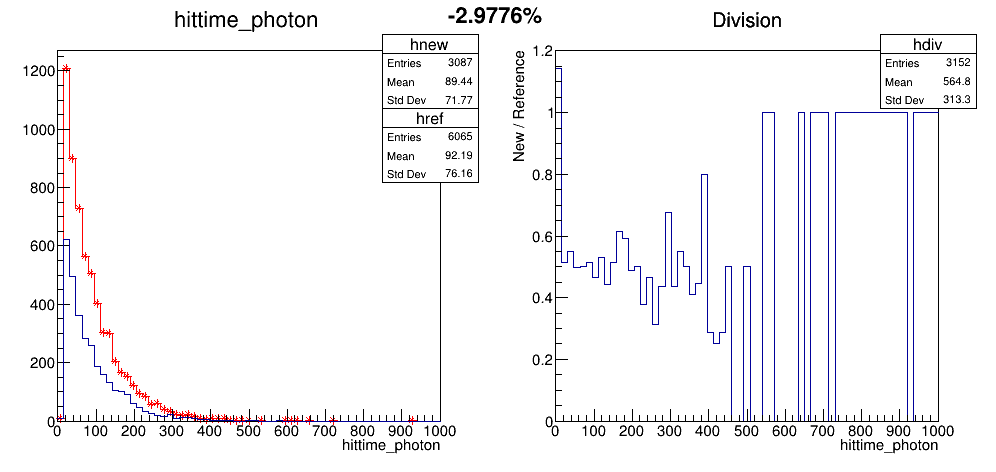 -2.9776%
hittime_photon
hnew
Entries 3087
Mean 89.44
Std Dev 71.77
href
Entries 6065
Mean 92.19
Std Dev 76.16
1200
1000
800
600
400
200
0
0 100 200 300 400 500 600 700 800 900 1000
hittime_photon
Division
hdiv
Entries 3152
Mean 564.8
Std Dev 313.3
New / Reference
1.2
1
0.8
0.6
0.4
0.2
0
0 100 200 300 400 500 600 700 800 900 1000
hittime_photon